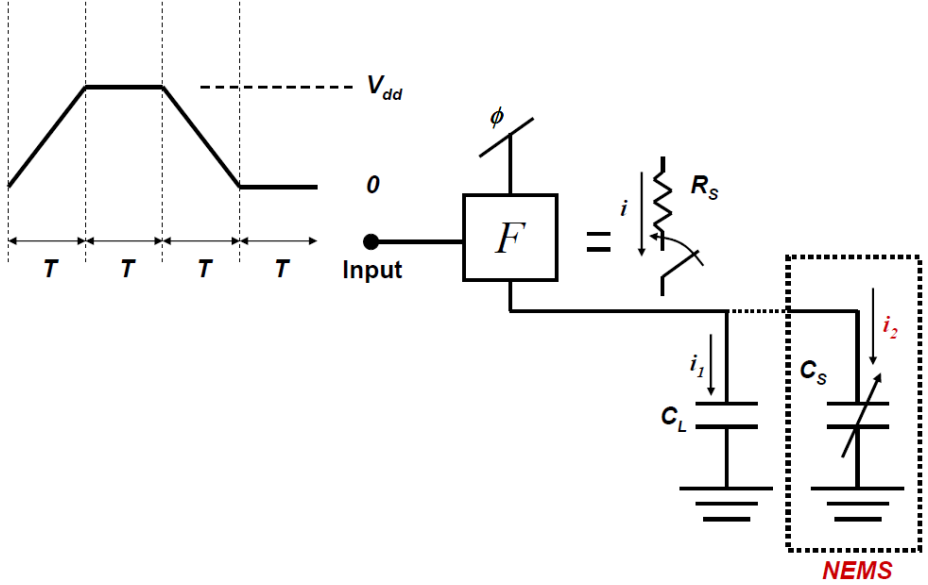 V_dd
0
T T T T
Input
ϕ
F
=
i
R_S
i_1
C_L
i_2
C_S
NEMS